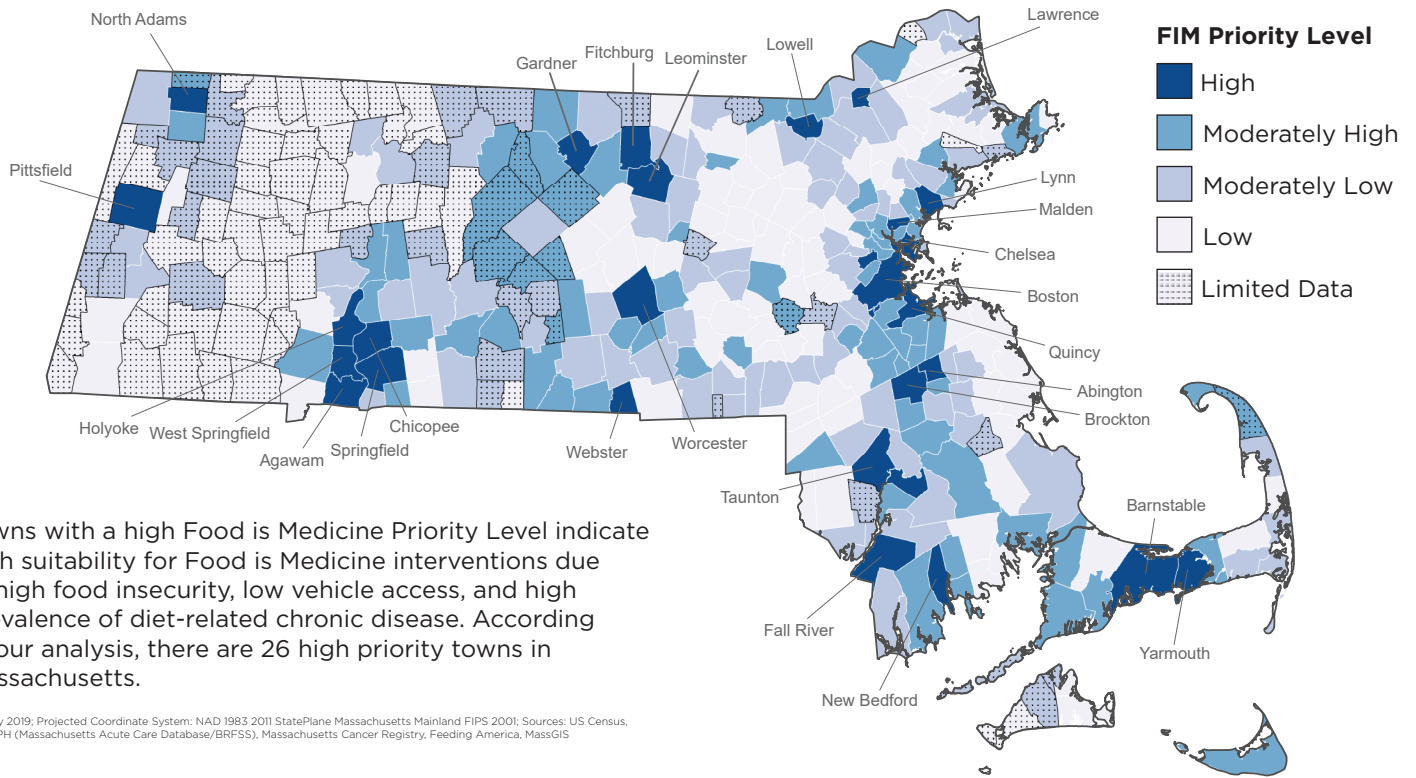 North Adams
Pittsfield
Gardner
Fitchburg
Leominster
Lowell
Lawrence
Lynn
Malden
Chelsea
Boston
Quincy
Abington
Brockton
Holyoke
West Springfield
Agawam
Springfield
Chicopee
Webster
Worcester
Taunton
Fall River
New Bedford
Barnstable
Yarmouth
FIM Priority Level
High
Moderately High
Moderately Low
Low
Limited Data
wns with a high Food is Medicine Priority Level indicate
h suitability for Food is Medicine interventions due
high food insecurity, low vehicle access, and high
valence of diet-related chronic disease. According
our analysis, there are 26 high priority towns in
ssachusetts.
y 2019; Projected Coordinate System: NAD 1983 2011 StatePlane Massachusetts Mainland FIPS 2001; Sources: US Census,
PH (Massachusetts Acute Care Database/BRFSS), Massachusetts Cancer Registry, Feeding America, MassGIS